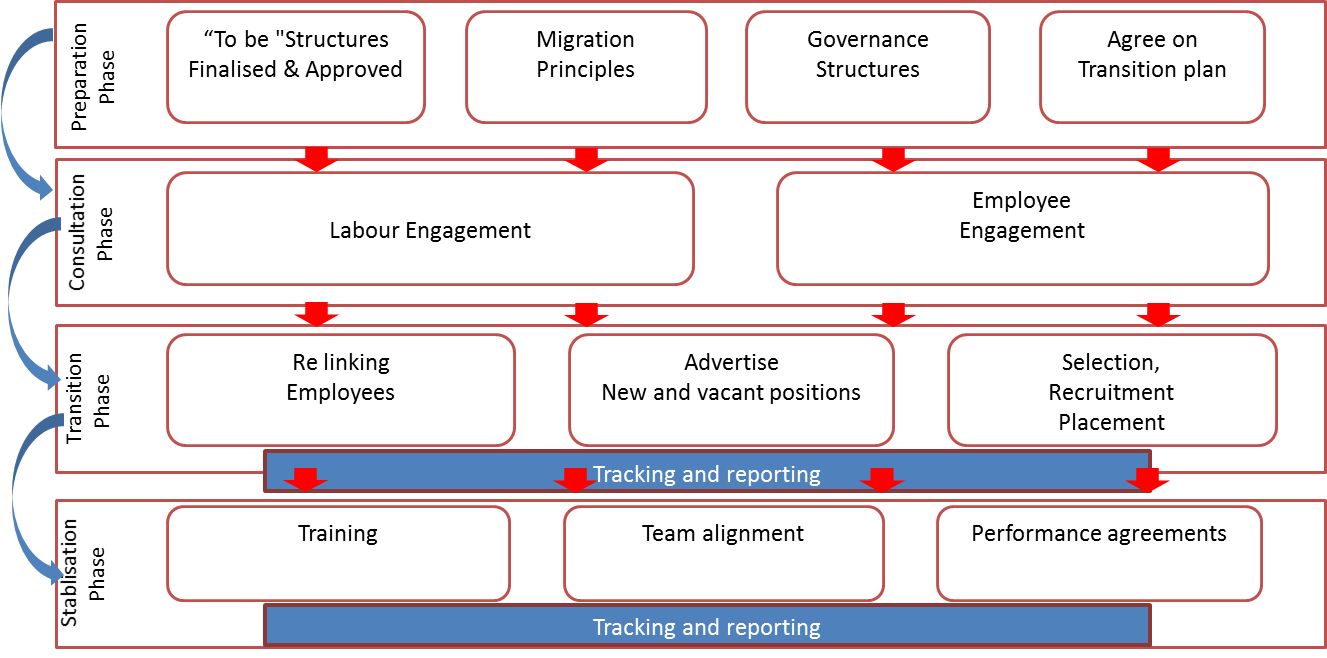 Preparation
Phase
“To be "Structures
Finalised & Approved
Migration
Principles
Governance
Structures
Agree on
Transition plan
Consultation
Phase
Labour Engagement
Employee
Engagement
Transition
Phase
Re linking
Employees
Advertise
New and vacant positions
Selection,
Recruitment
Placement
Tracking and reporting
Stablisation
Phase
Training
Team alignment
Performance agreements
Tracking and reporting